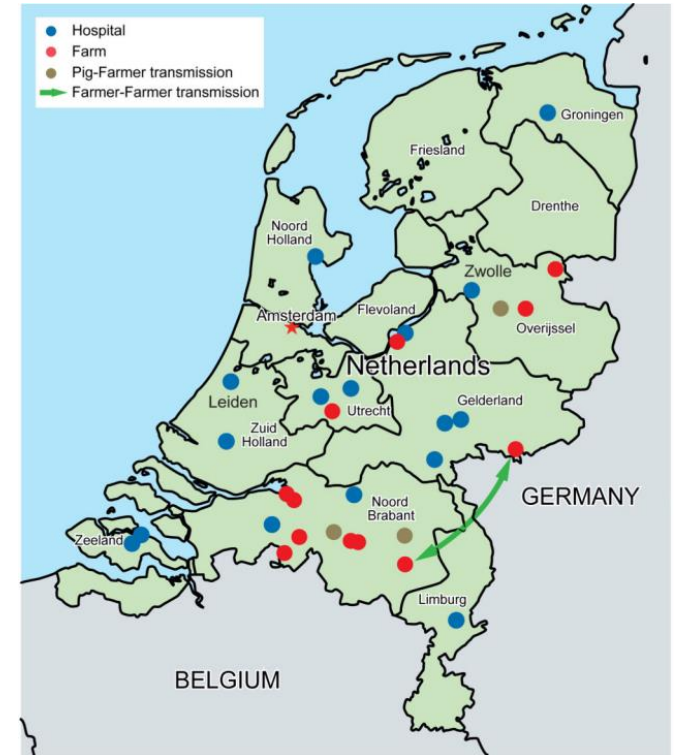 Hospital
Farm
Pig-Farmer transmission
Farmer-Farmer transmission
Groningen
Friesland
Drenthe
Noord
Holland
Zwolle
Flevoland
Amsterdam
Overijssel
Netherlands
Leiden
Utrecht
Gelderland
Zuid
Holland
GERMANY
Noord
Brabant
Zeeland
Limburg
BELGIUM